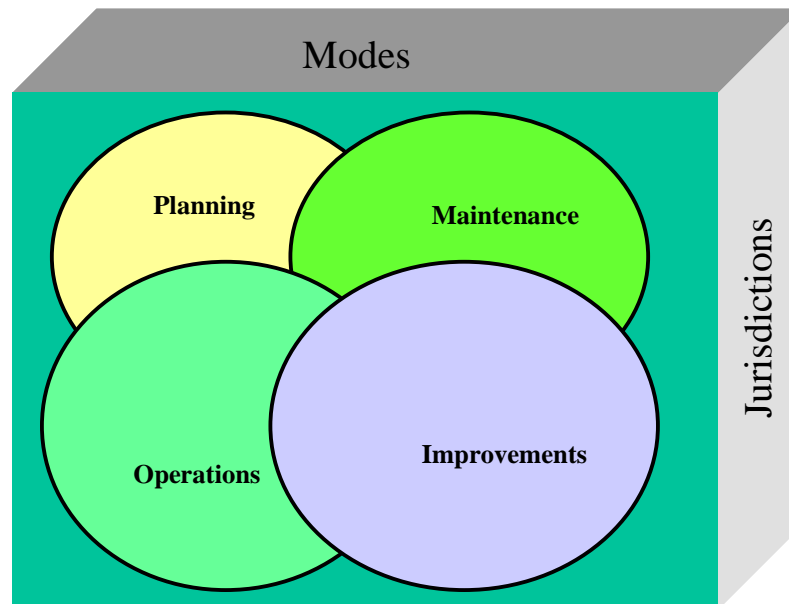 Modes
Planning
Maintenance
Jurisdictions
Operations
Improvements